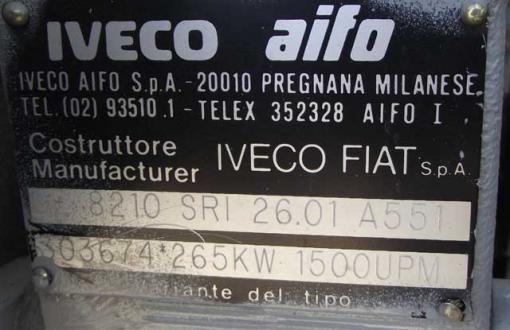 IVECO aifo
IVECO AIFO S.p.A. - 20010 PREGNANA MILANESE
TEL. (02) 93510.1 - TELEX 352328 AIFO I
Costruttore
Manufacturer IVECO FIAT S.p.A.
8210 SRI 26.01 A551
03674*265KW 1500UPM
Variante del tipo